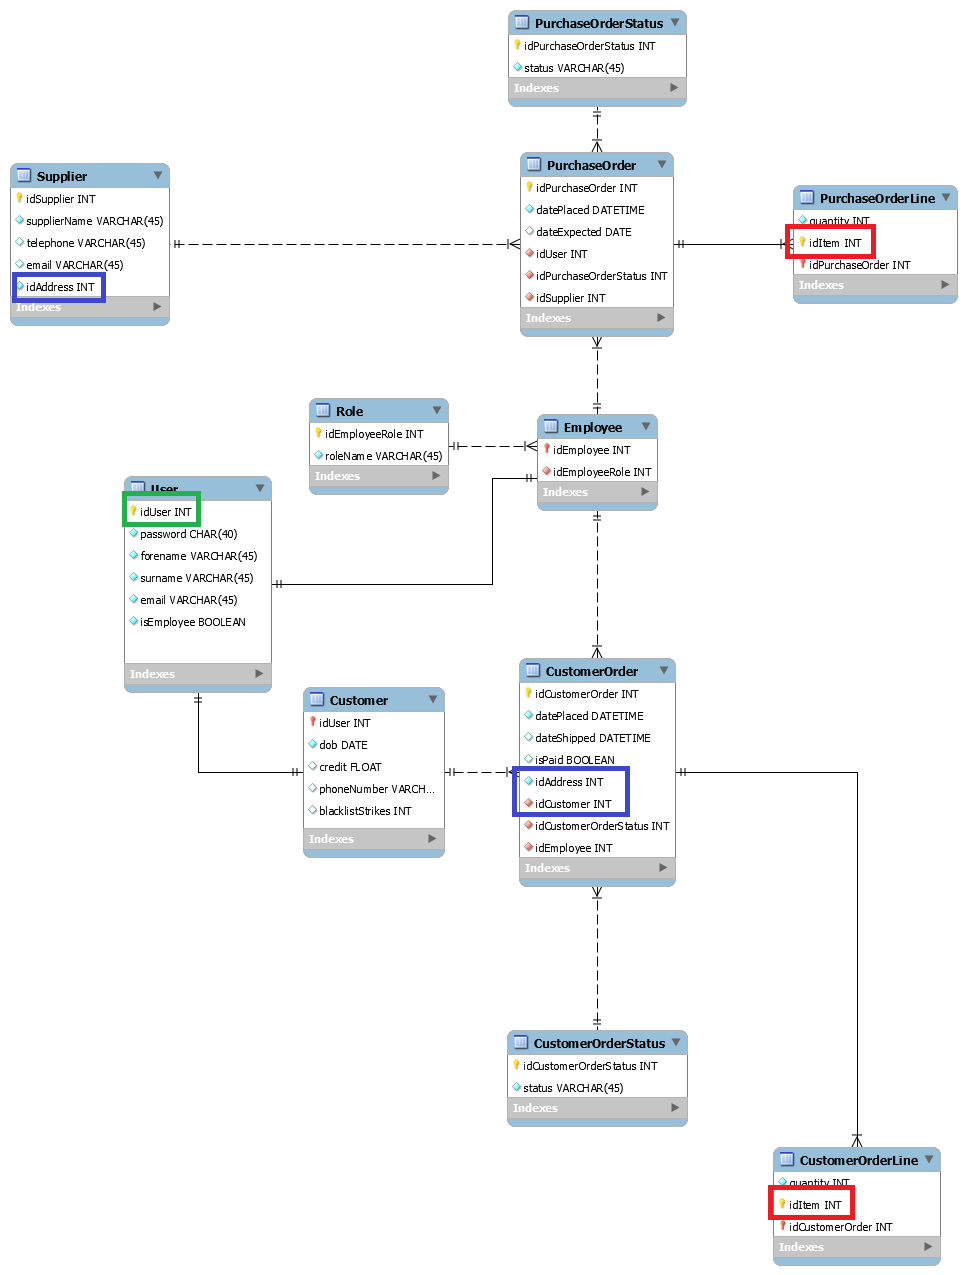 PurchaseOrderStatus
idPurchaseOrderStatus INT
status VARCHAR(45)
Indexes
PurchaseOrder
idPurchaseOrder INT
datePlaced DATETIME
dateExpected DATE
idUser INT
idPurchaseOrderStatus INT
idSupplier INT
Indexes
Supplier
idSupplier INT
supplierName VARCHAR(45)
telephone VARCHAR(45)
email VARCHAR(45)
idAddress INT
Indexes
PurchaseOrderLine
quantity INT
idItem INT
idPurchaseOrder INT
Indexes
Role
idEmployeeRole INT
roleName VARCHAR(45)
Indexes
Employee
idEmployee INT
idEmployeeRole INT
Indexes
User
idUser INT
password CHAR(40)
forename VARCHAR(45)
surname VARCHAR(45)
email VARCHAR(45)
isEmployee BOOLEAN
Indexes
Customer
idUser INT
dob DATE
credit FLOAT
phoneNumber VARCH...
blacklistStrikes INT
Indexes
CustomerOrder
idCustomerOrder INT
datePlaced DATETIME
dateShipped DATETIME
isPaid BOOLEAN
idAddress INT
idCustomer INT
idCustomerOrderStatus INT
idEmployee INT
Indexes
CustomerOrderStatus
idCustomerOrderStatus INT
status VARCHAR(45)
Indexes
CustomerOrderLine
quantity INT
idItem INT
idCustomerOrder INT
Indexes